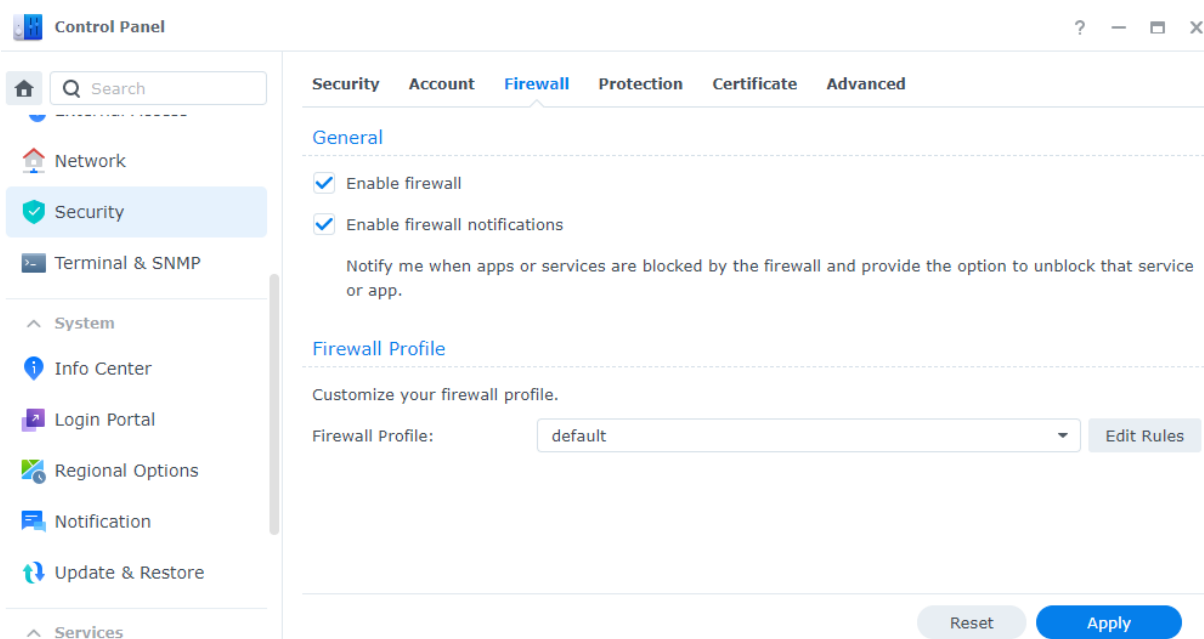 Control Panel
Search
External Access
Network
Security
Terminal & SNMP
System
Info Center
Login Portal
Regional Options
Notification
Update & Restore
Services
Security Account Firewall Protection Certificate Advanced
General
Enable firewall
Enable firewall notifications
Notify me when apps or services are blocked by the firewall and provide the option to unblock that service
or app.
Firewall Profile
Customize your firewall profile.
Firewall Profile: default Edit Rules
Reset Apply